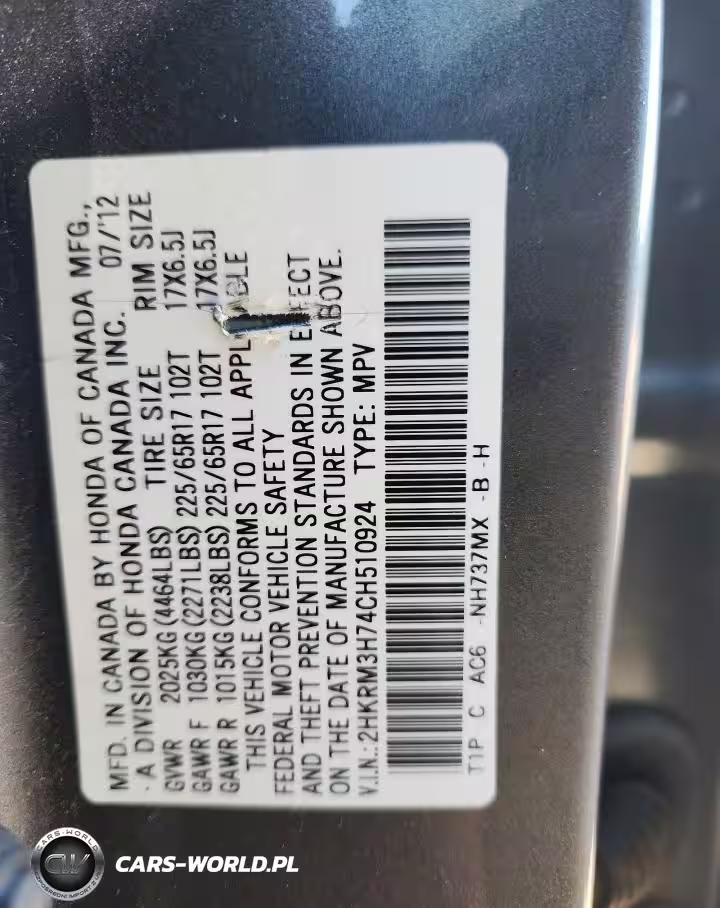 MFD. IN CANADA BY HONDA OF CANADA MFG.,
- A DIVISION OF HONDA CANADA INC. 07/'12
GVWR 2025KG(4464LBS) TIRE SIZE RIM SIZE
GAWR F 1030KG(2271LBS) 225/65R17 102T 17X6.5J
GAWR R 1015KG(2238LBS) 225/65R17 102T 17X6.5J
THIS VEHICLE CONFORMS TO ALL
FEDERAL MOTOR VEHICLE SAFETY
AND THEFT PREVENTION STANDARDS IN
ON THE DATE OF MANUFACTURE SHOWN ABOVE.
V.I.N.: 2HKRM3H74CH510924 TYPE: MPV
T1P C AC6 -NH737MX -B -H
CARS-WORLD
CW
CARS-WORLD.PL